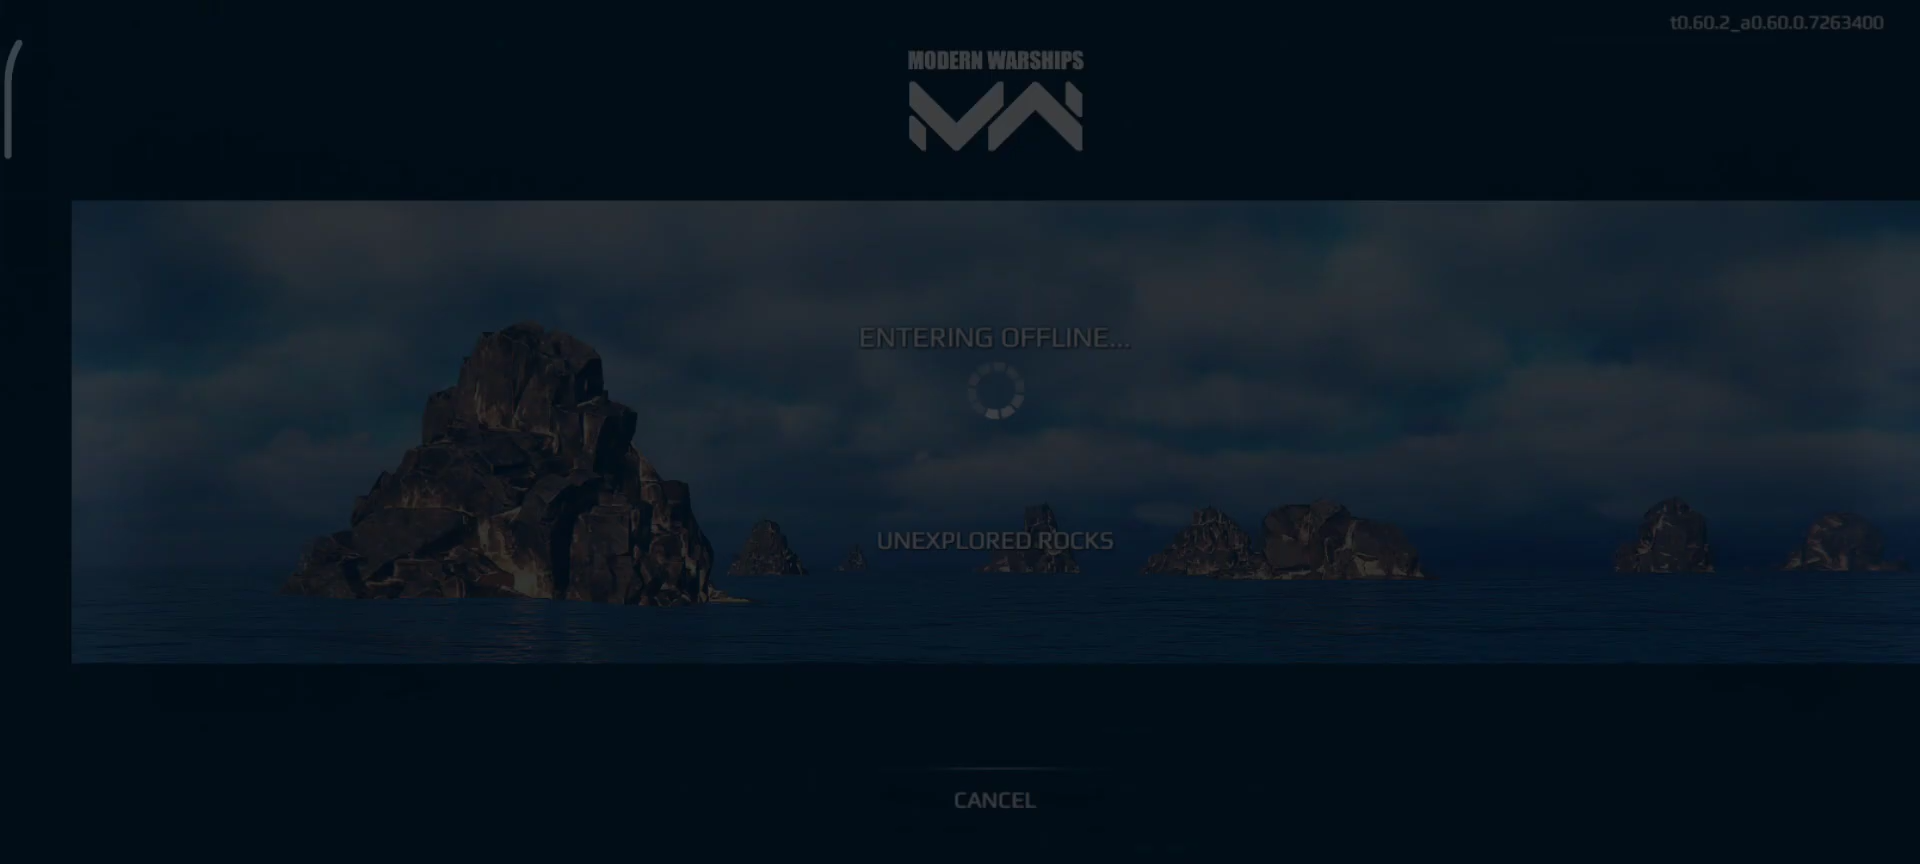 t0.60.2_a0.60.0.7263400
MODERN WARSHIPS
ENTERING OFFLINE...
UNEXPLORED ROCKS
CANCEL